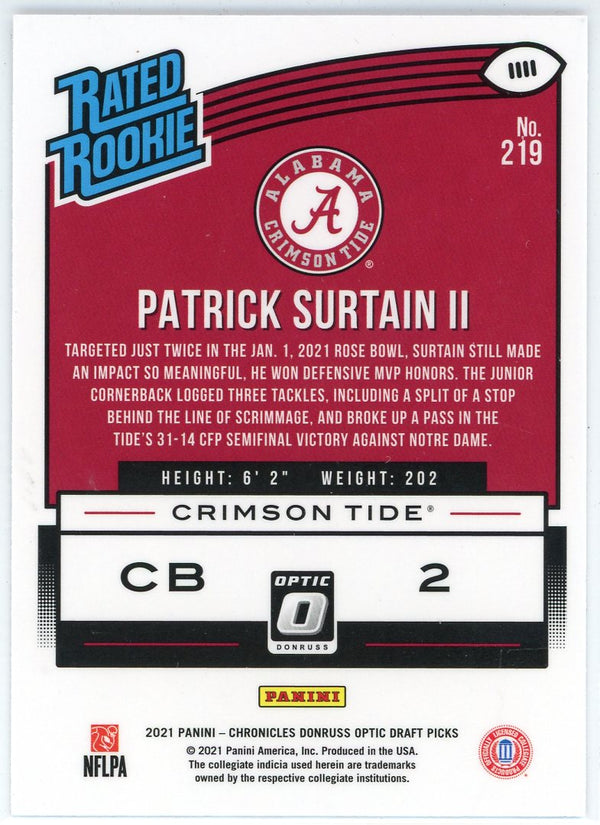 RATED
ROOKIE
No.
219
ALABAMA
A
CRIMSON TIDE
®
PATRICK SURTAIN II
TARGETED JUST TWICE IN THE JAN. 1, 2021 ROSE BOWL, SURTAIN STILL MADE
AN IMPACT SO MEANINGFUL, HE WON DEFENSIVE MVP HONORS. THE JUNIOR
CORNERBACK LOGGED THREE TACKLES, INCLUDING A SPLIT OF A STOP
BEHIND THE LINE OF SCRIMMAGE, AND BROKE UP A PASS IN THE
TIDE'S 31-14 CFP SEMIFINAL VICTORY AGAINST NOTRE DAME.
HEIGHT: 6' 2" WEIGHT: 202
CRIMSON TIDE®
CB
2
OPTIC
O
DONRUSS
PANINI
2021 PANINI – CHRONICLES DONRUSS OPTIC DRAFT PICKS
© 2021 Panini America, Inc. Produced in the USA.
The collegiate indicia used herein are trademarks
owned by the respective collegiate institutions.
NFLPA
OFFICIALLY LICENSED COLLEGIATE PRODUCTS